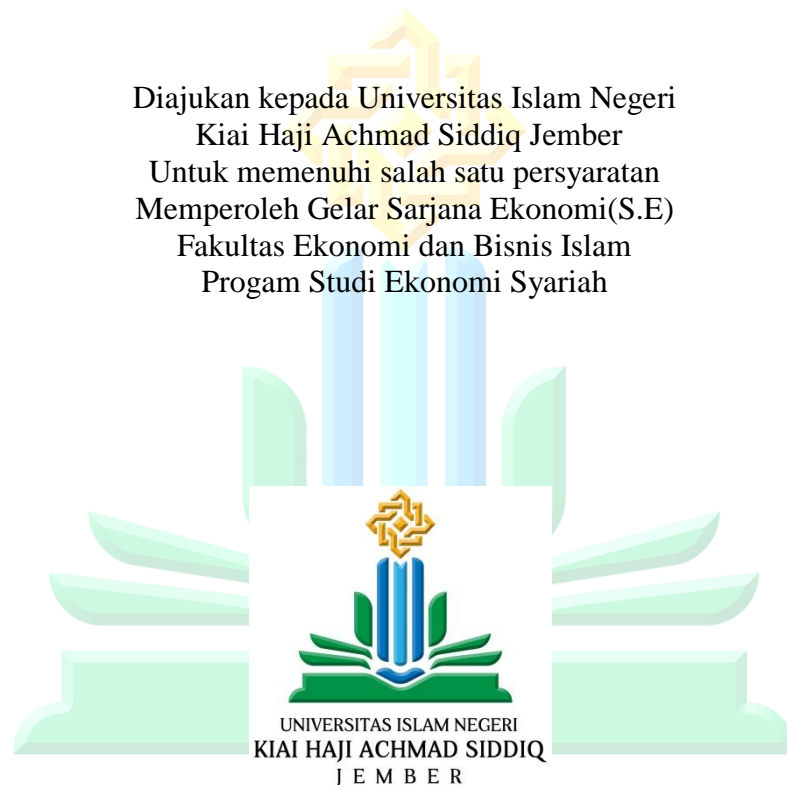 Diajukan kepada Universitas Islam Negeri
Kiai Haji Achmad Siddiq Jember
Untuk memenuhi salah satu persyaratan
Memperoleh Gelar Sarjana Ekonomi(S.E)
Fakultas Ekonomi dan Bisnis Islam
Progam Studi Ekonomi Syariah
UNIVERSITAS ISLAM NEGERI
KIAI HAJI ACHMAD SIDDIQ
JEMBER